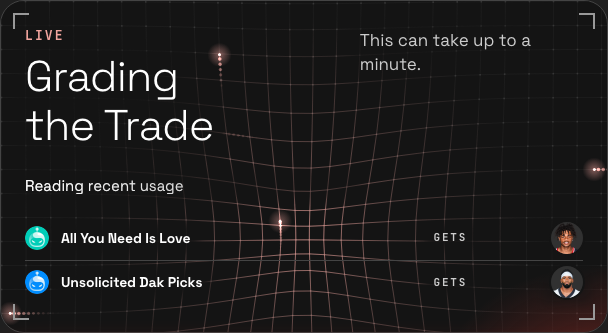 LIVE
Grading
the Trade
This can take up to a
minute.
Reading recent usage
All You Need Is Love GETS
Unsolicited Dak Picks GETS